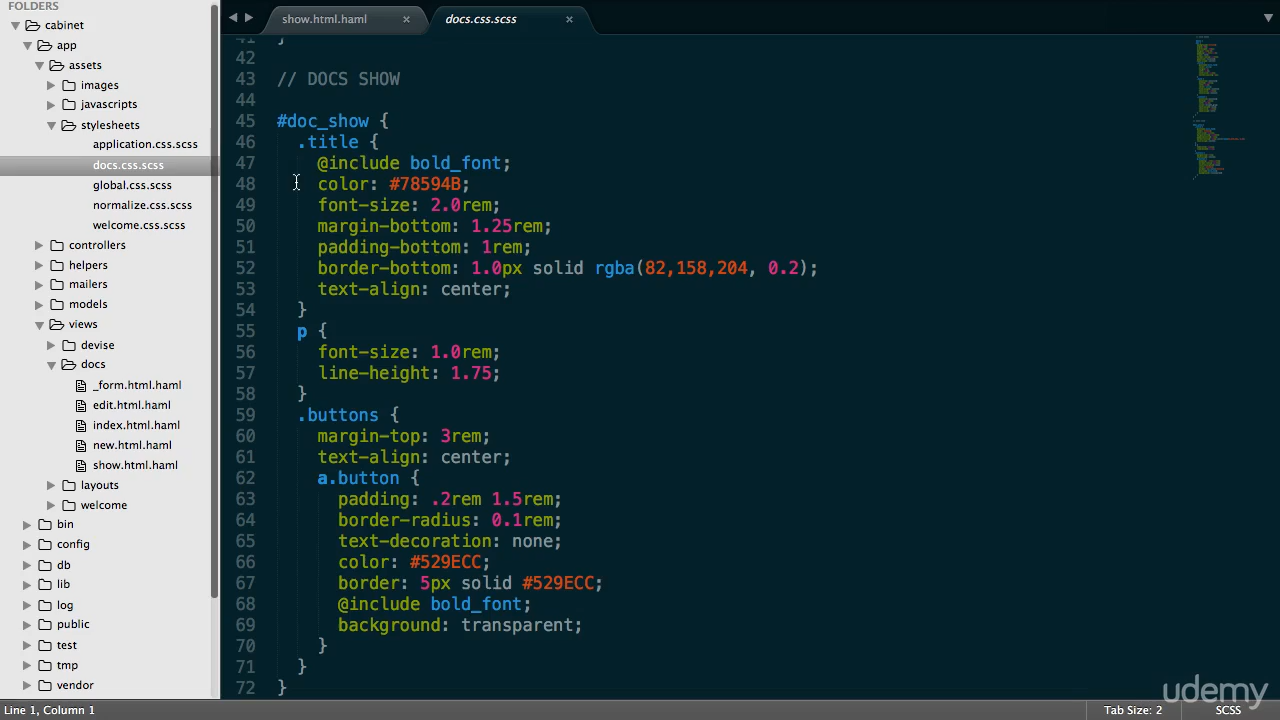 FOLDERS
cabinet
app
assets
images
javascripts
stylesheets
application.css.scss
docs.css.scss
global.css.scss
normalize.css.scss
welcome.css.scss
controllers
helpers
mailers
models
views
devise
docs
_form.html.haml
edit.html.haml
index.html.haml
new.html.haml
show.html.haml
layouts
welcome
bin
config
db
lib
log
public
test
tmp
vendor
show.html.haml ×
docs.css.scss ×
41 }
42
43 // DOCS SHOW
44
45 #doc_show {
46 .title {
47 @include bold_font;
48 color: #78594B;
49 font-size: 2.0rem;
50 margin-bottom: 1.25rem;
51 padding-bottom: 1rem;
52 border-bottom: 1.0px solid rgba(82,158,204, 0.2);
53 text-align: center;
54 }
55 p {
56 font-size: 1.0rem;
57 line-height: 1.75;
58 }
59 .buttons {
60 margin-top: 3rem;
61 text-align: center;
62 a.button {
63 padding: .2rem 1.5rem;
64 border-radius: 0.1rem;
65 text-decoration: none;
66 color: #529ECC;
67 border: 5px solid #529ECC;
68 @include bold_font;
69 background: transparent;
70 }
71 }
72 }
udemy
Line 1, Column 1
Tab Size: 2
SCSS